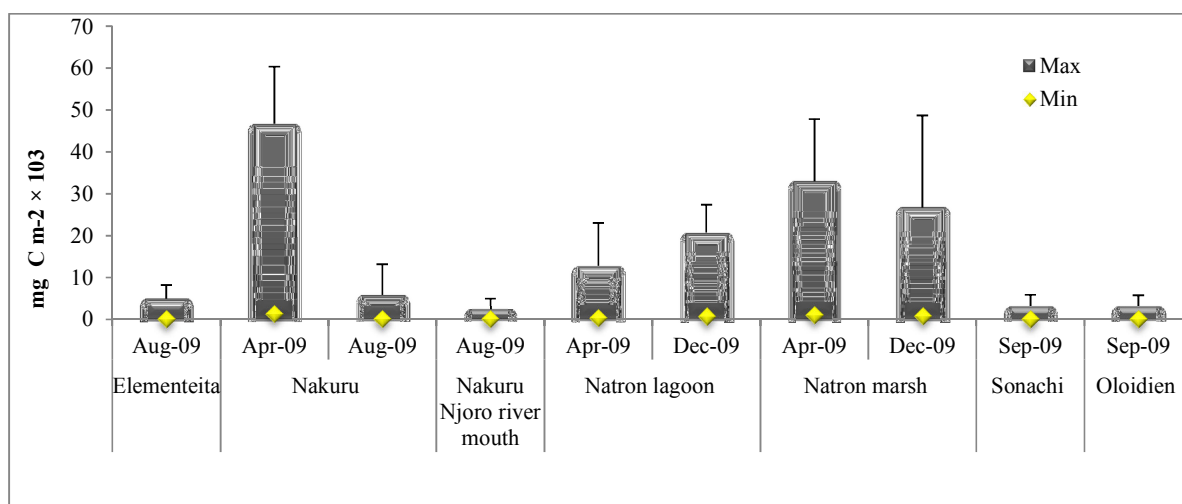 70
60
50
40
30
20
10
0
mg C m-2 × 103
Max
Min
Aug-09 Apr-09 Aug-09 Aug-09 Apr-09 Dec-09 Apr-09 Dec-09 Sep-09 Sep-09
Elementeita Nakuru Nakuru Natron lagoon Natron marsh Sonachi Oloidien
Njoro river
mouth